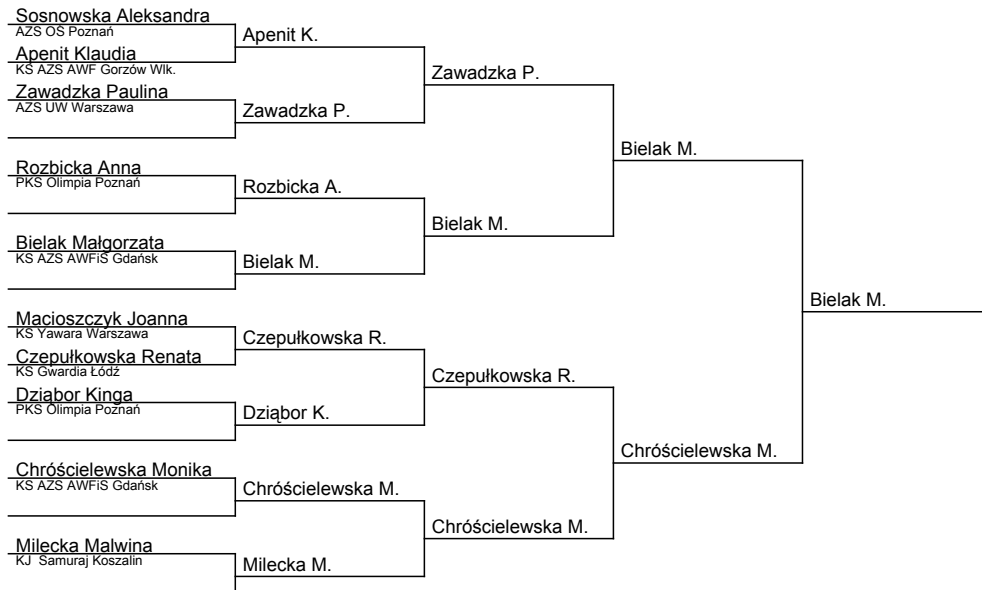 Sosnowska Aleksandra
AZS OŚ Poznań
Apenit K.
Apenit Klaudia
KS AZS AWF Gorzów Wlk.
Zawadzka P.
Zawadzka Paulina
AZS UW Warszawa
Zawadzka P.
Bielak M.
Rozbicka Anna
PKS Olimpia Poznań
Rozbicka A.
Bielak M.
Bielak Małgorzata
KS AZS AWFiS Gdańsk
Bielak M.
Bielak M.
Macioszczyk Joanna
KS Yawara Warszawa
Czepułkowska R.
Czepułkowska Renata
KS Gwardia Łódź
Czepułkowska R.
Dziąbor Kinga
PKS Olimpia Poznań
Dziąbor K.
Chróścielewska M.
Chróścielewska Monika
KS AZS AWFiS Gdańsk
Chróścielewska M.
Chróścielewska M.
Milecka Malwina
KJ  Samuraj Koszalin
Milecka M.